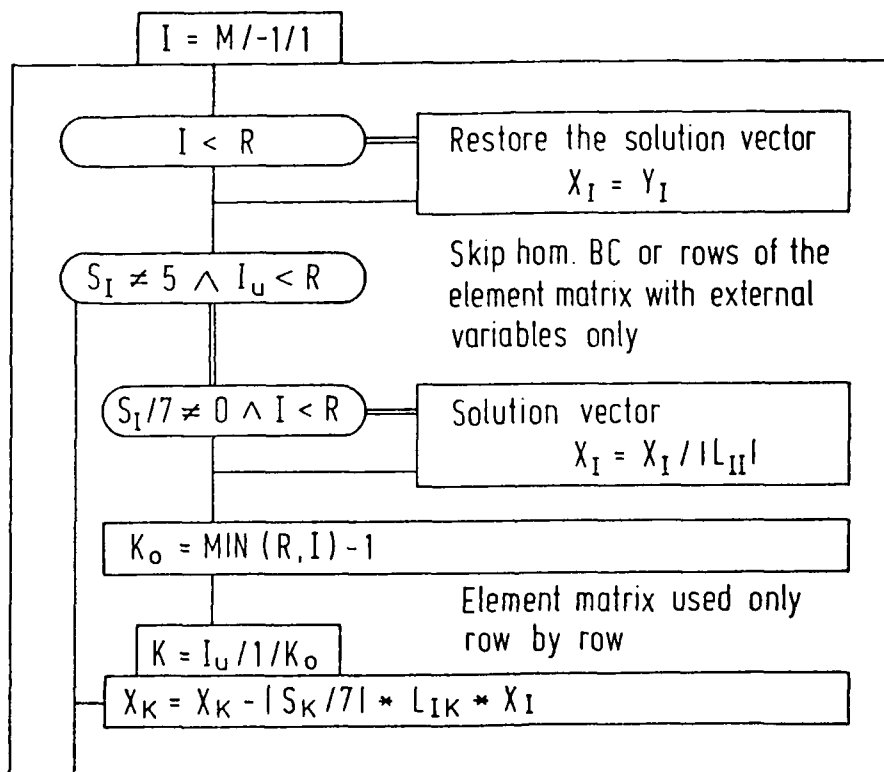 I = M/-1/1
I < R
Restore the solution vector
X_I = Y_I
S_I ≠ 5 ∧ I_u < R
Skip hom. BC or rows of the
element matrix with external
variables only
S_I/7 ≠ 0 ∧ I < R
Solution vector
X_I = X_I / |L_II|
K_o = MIN (R, I) - 1
Element matrix used only
row by row
K = I_u/1/K_o
X_K = X_K - |S_K/7| * L_IK * X_I